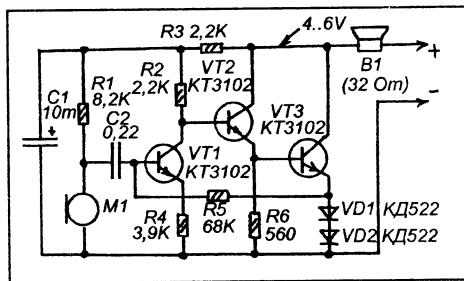 R3 2,2K
4..6V
+
R2
2,2K
VT2
KT3102
B1
(32 Om)
-
C1
10m
+
R1
8,2K
C2
0,22
VT3
KT3102
VT1
KT3102
M1
R4
3,9K
R5
68K
R6
560
VD1 КД522
VD2 КД522